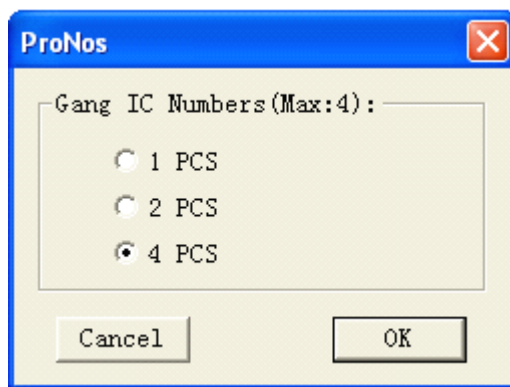 ProNos
Gang IC Numbers(Max:4):
1 PCS
2 PCS
4 PCS
Cancel OK